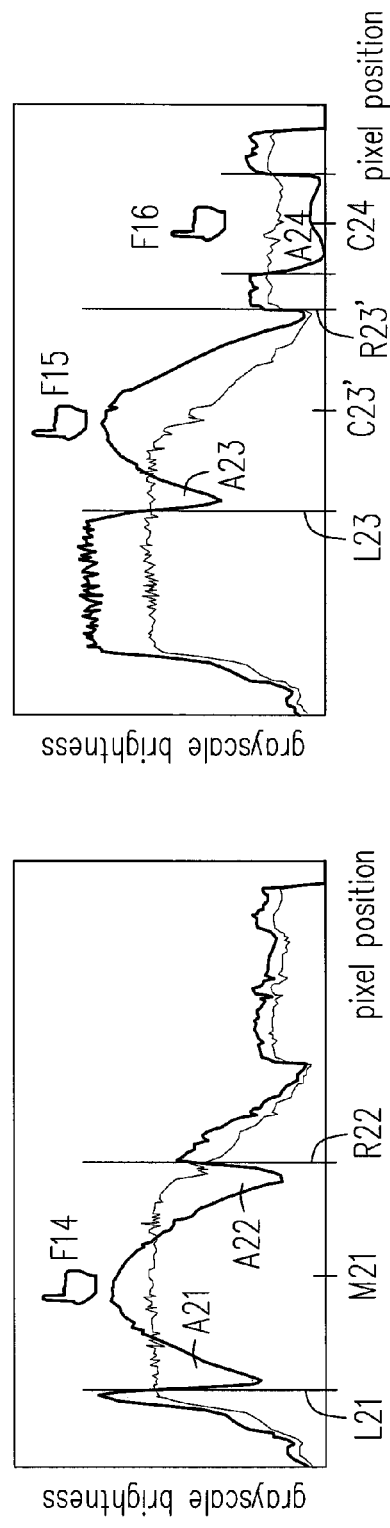 grayscale brightness
F14
A21
A22
L21
M21
R22
pixel position
grayscale brightness
F15
F16
A23
A24
L23
C23'
R23'
C24
pixel position